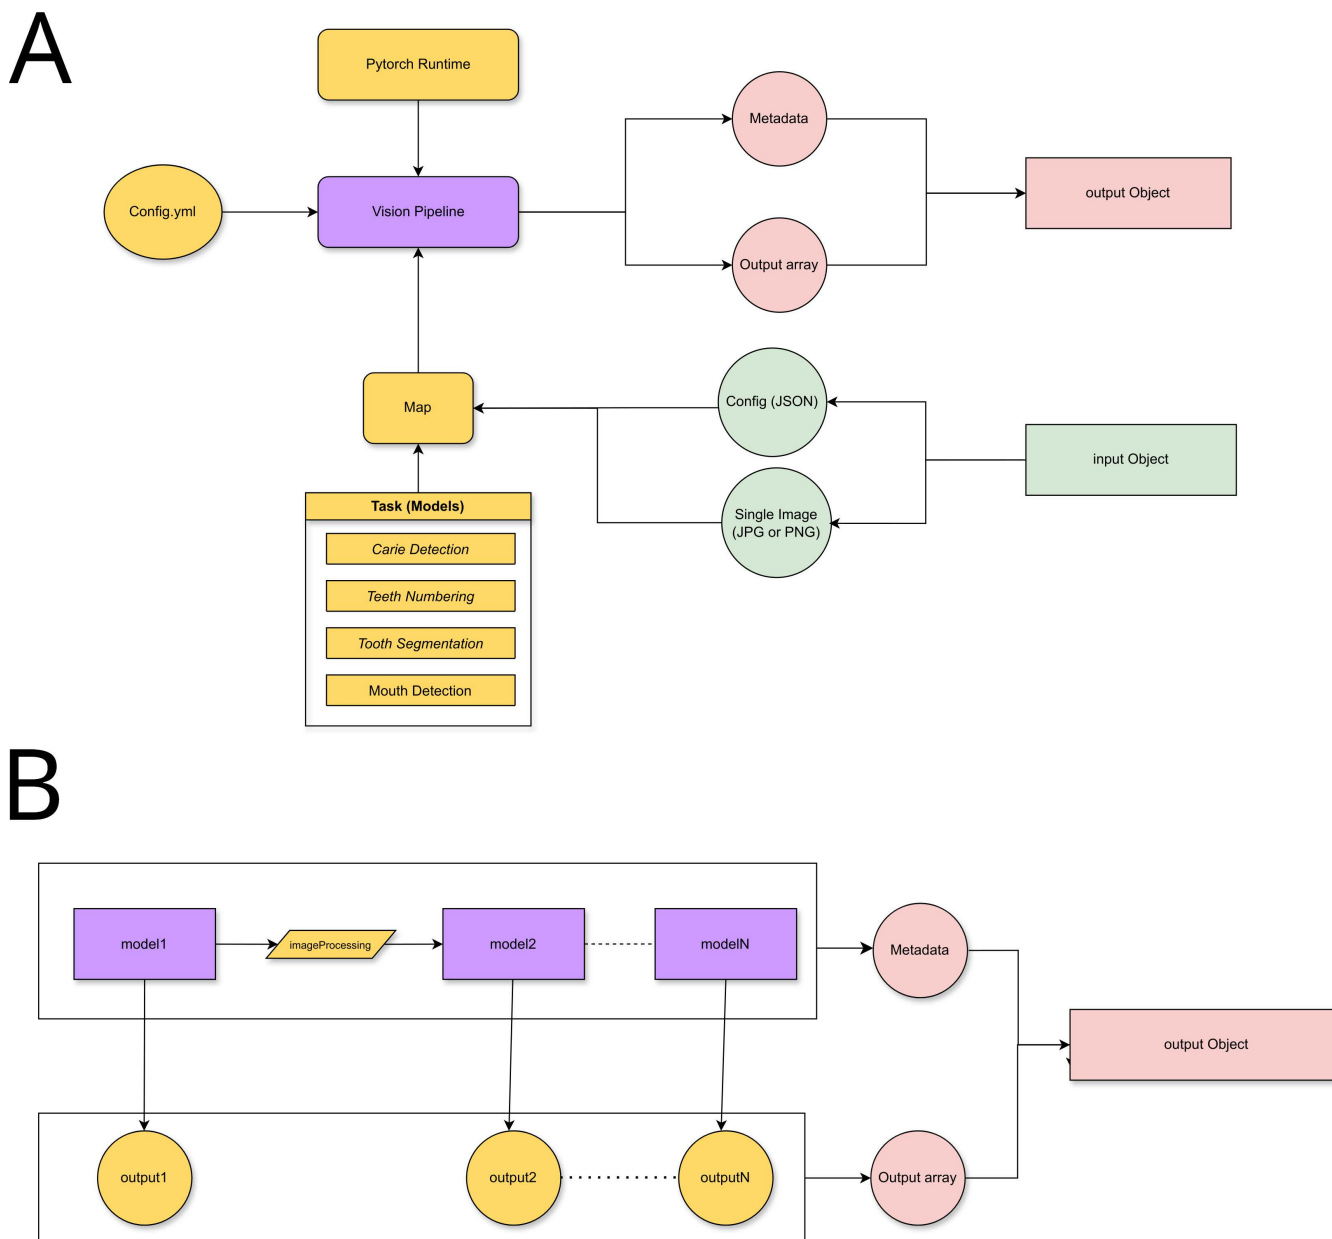 A
Pytorch Runtime
Metadata
Config.yml
Vision Pipeline
output Object
Output array
Map
Config (JSON)
input Object
Task (Models)
Single Image
(JPG or PNG)
Carie Detection
Teeth Numbering
Tooth Segmentation
Mouth Detection
B
model1
imageProcessing
model2
modelN
Metadata
output Object
output1
output2
outputN
Output array